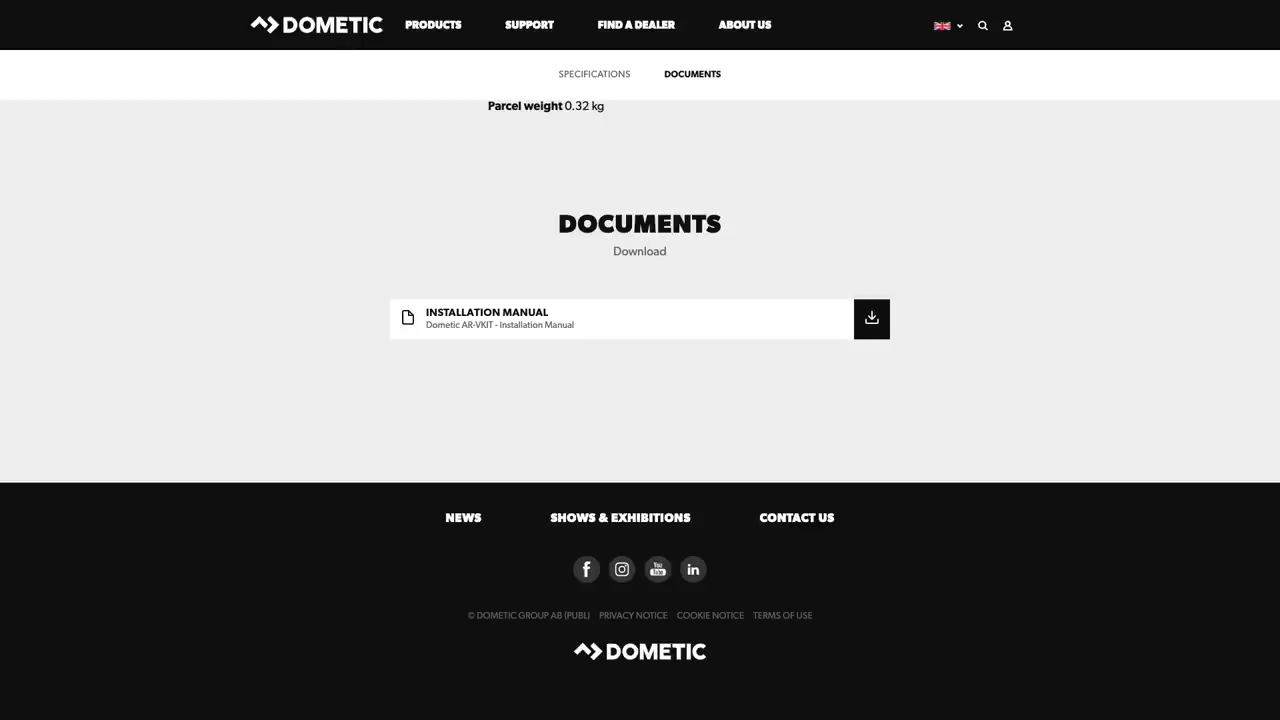 DOMETIC
PRODUCTS
SUPPORT
FIND A DEALER
ABOUT US
SPECIFICATIONS
DOCUMENTS
Parcel weight 0.32 kg
DOCUMENTS
Download
INSTALLATION MANUAL
Dometic AR-VKIT - Installation Manual
NEWS
SHOWS & EXHIBITIONS
CONTACT US
You Tube
© DOMETIC GROUP AB (PUBL)
PRIVACY NOTICE
COOKIE NOTICE
TERMS OF USE
DOMETIC